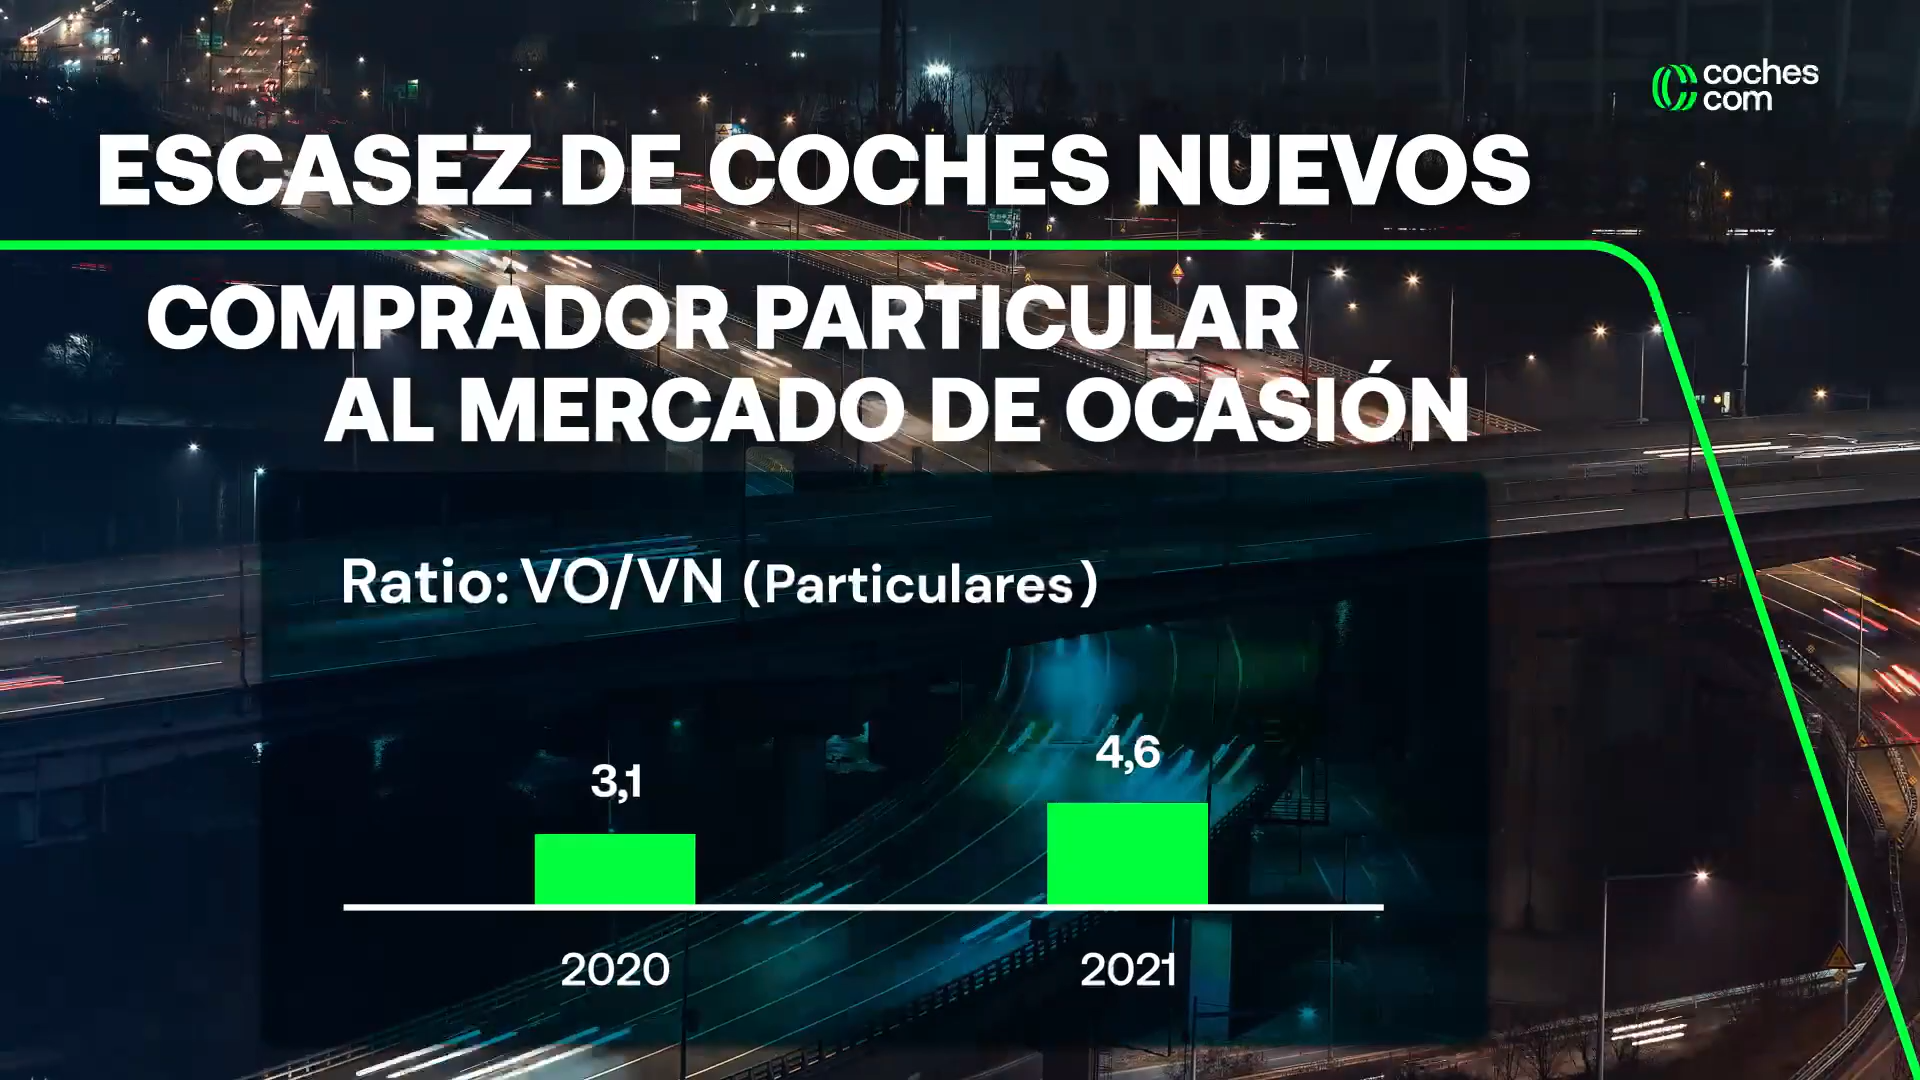 coches
com
ESCASEZ DE COCHES NUEVOS
COMPRADOR PARTICULAR
AL MERCADO DE OCASIÓN
Ratio: VO/VN (Particulares)
3,1
4,6
2020
2021